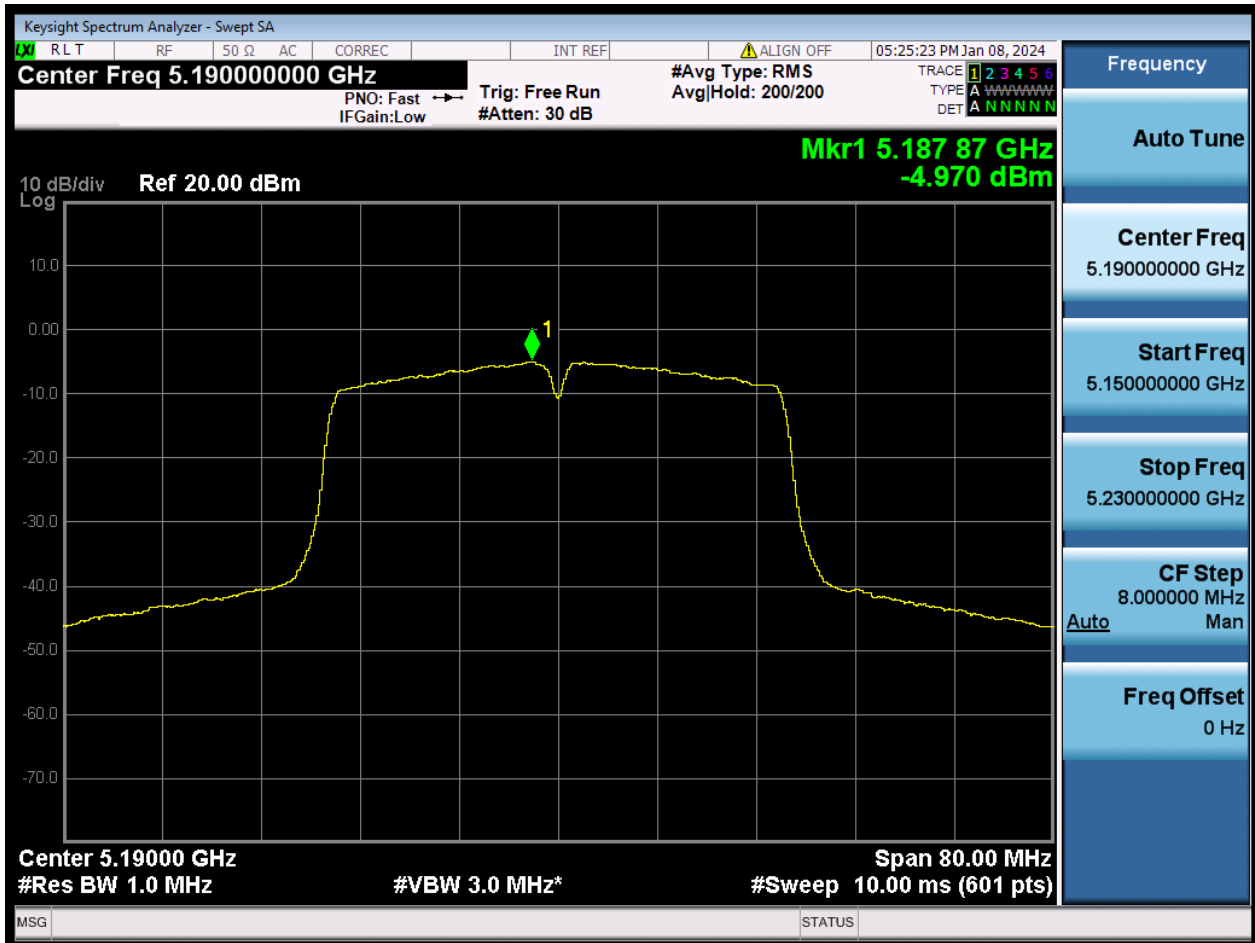 Keysight Spectrum Analyzer - Swept SA
LXI RLT RF 50 Ω AC CORREC INT REF ALIGN OFF 05:25:23 PM Jan 08, 2024
Center Freq 5.190000000 GHz
PNO: Fast
IFGain:Low
Trig: Free Run
#Atten: 30 dB
#Avg Type: RMS
Avg|Hold: 200/200
TRACE 1 2 3 4 5 6
TYPE A WWWWW
DET A N N N N N
Mkr1 5.187 87 GHz
-4.970 dBm
10 dB/div
Log
Ref 20.00 dBm
1
10.0
0.00
-10.0
-20.0
-30.0
-40.0
-50.0
-60.0
-70.0
Center 5.19000 GHz
Span 80.00 MHz
#Res BW 1.0 MHz
#VBW 3.0 MHz*
#Sweep 10.00 ms (601 pts)
MSG
STATUS
Frequency
Auto Tune
Center Freq
5.190000000 GHz
Start Freq
5.150000000 GHz
Stop Freq
5.230000000 GHz
CF Step
8.000000 MHz
Auto Man
Freq Offset
0 Hz